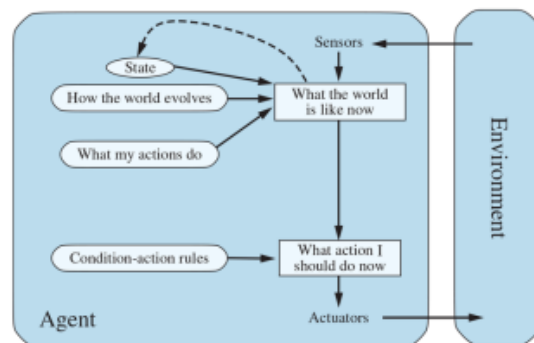 Sensors
State
How the world evolves
What the world
is like now
What my actions do
Condition-action rules
What action I
should do now
Agent
Actuators
Environment